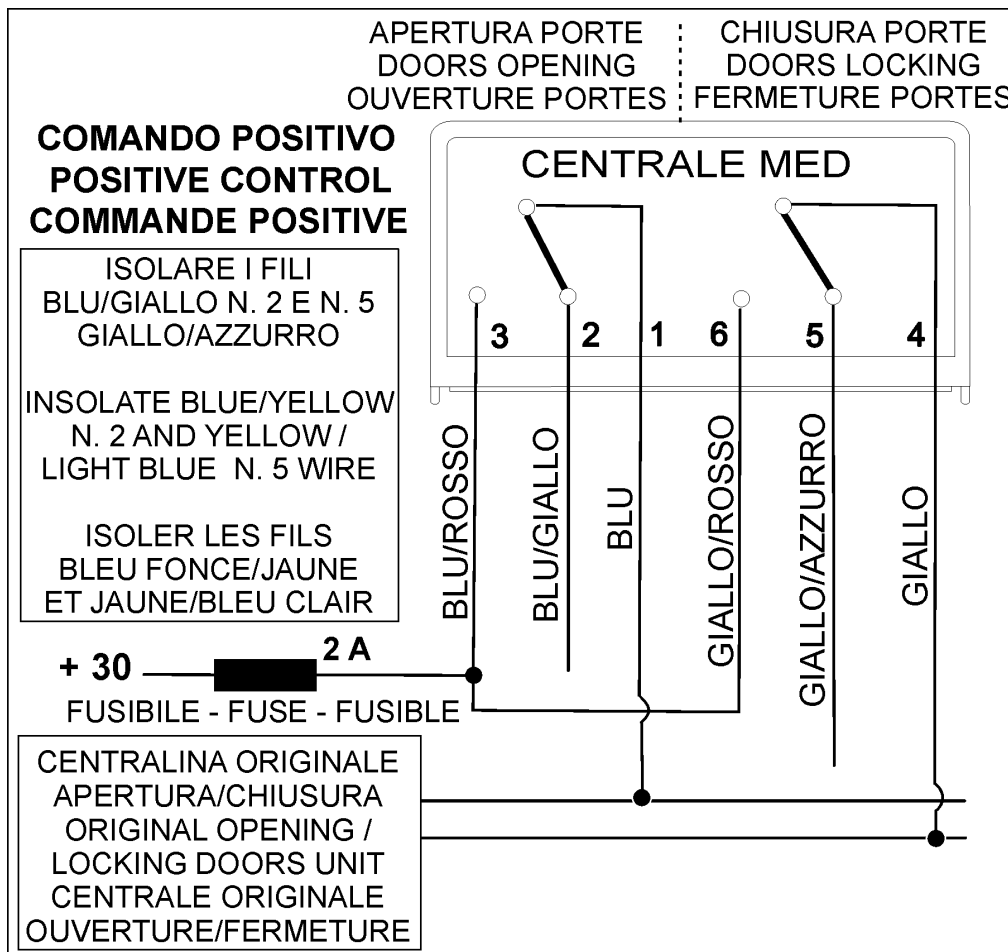 APERTURA PORTE
DOORS OPENING
OUVERTURE PORTES
CHIUSURA PORTE
DOORS LOCKING
FERMETURE PORTES
COMANDO POSITIVO
POSITIVE CONTROL
COMMANDE POSITIVE
CENTRALE MED
ISOLARE I FILI
BLU/GIALLO N. 2 E N. 5
GIALLO/AZZURRO
INSOLATE BLUE/YELLOW
N. 2 AND YELLOW /
LIGHT BLUE N. 5 WIRE
ISOLER LES FILS
BLEU FONCE/JAUNE
ET JAUNE/BLEU CLAIR
3 2 1 6 5 4
BLU/ROSSO
BLU/GIALLO
BLU
GIALLO/ROSSO
GIALLO/AZZURRO
GIALLO
+ 30
2 A
FUSIBILE - FUSE - FUSIBLE
CENTRALINA ORIGINALE
APERTURA/CHIUSURA
ORIGINAL OPENING /
LOCKING DOORS UNIT
CENTRALE ORIGINALE
OUVERTURE/FERMETURE